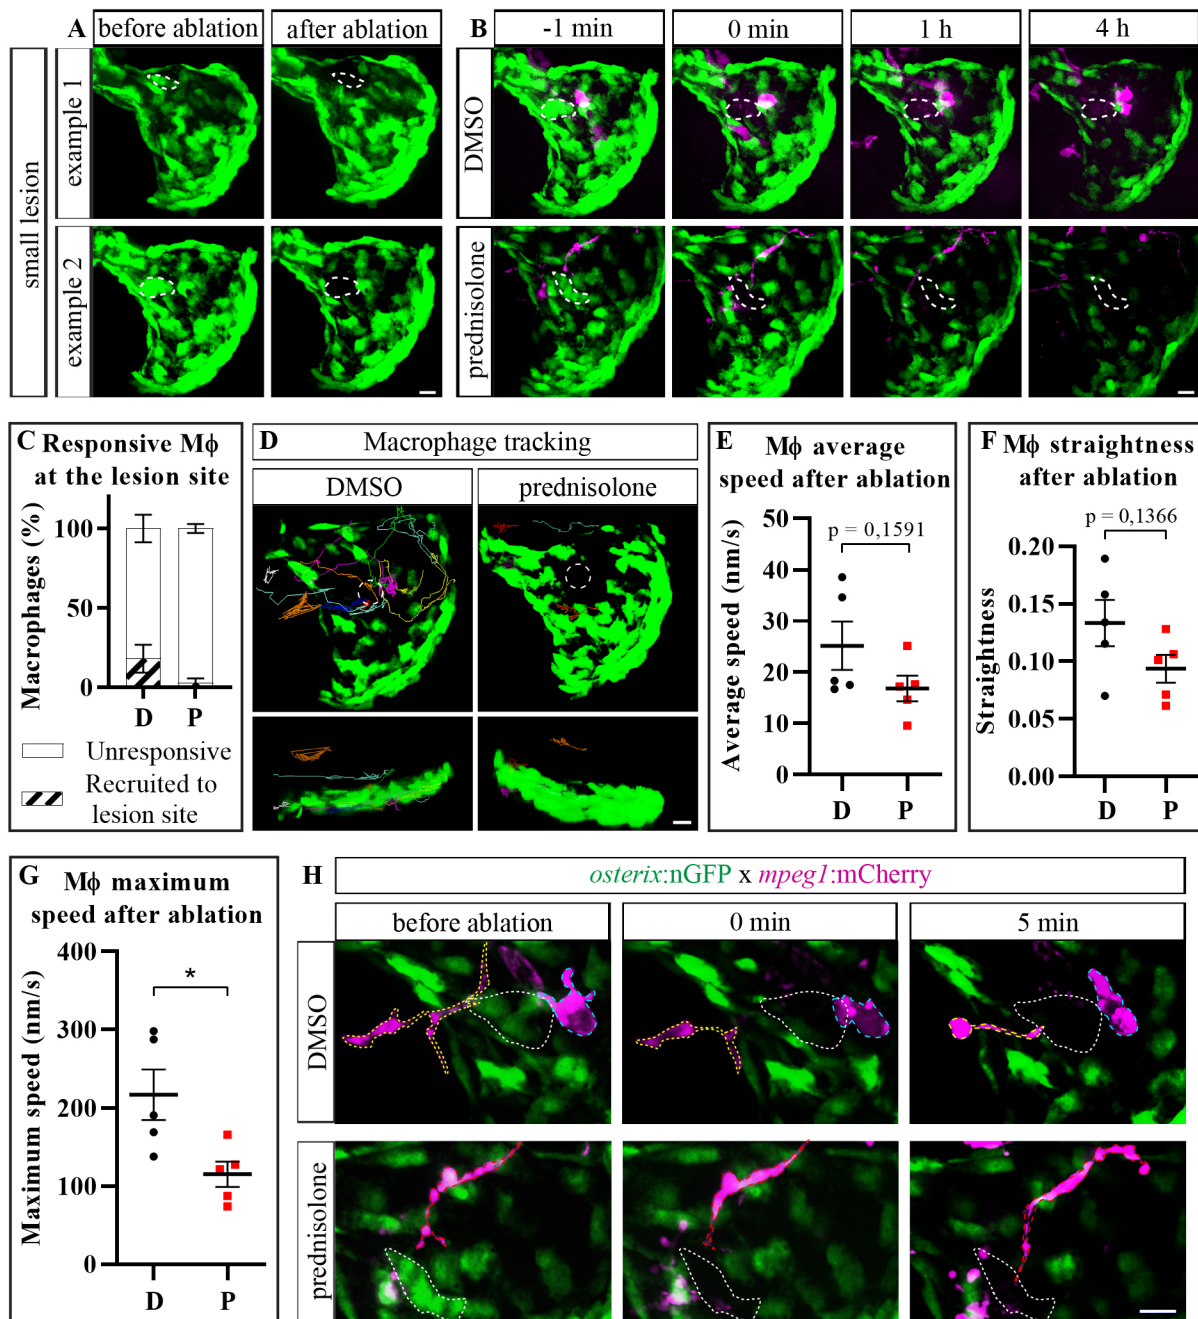 A
before ablation
after ablation
small lesion
example 1
example 2
B
-1 min
0 min
1 h
4 h
DMSO
prednisolone
C Responsive Mϕ
at the lesion site
Macrophages (%)
100
50
0
D
P
Unresponsive
Recruited to
lesion site
D
Macrophage tracking
DMSO
prednisolone
E Mϕ average
speed after ablation
p = 0,1591
Average speed (nm/s)
50
40
30
20
10
0
D
P
F Mϕ straightness
after ablation
p = 0,1366
Straightness
0.20
0.15
0.10
0.05
0.00
D
P
G Mϕ maximum
speed after ablation
*
Maximum speed (nm/s)
400
300
200
100
0
D
P
H
osterix:nGFP x mpeg1:mCherry
before ablation
0 min
5 min
DMSO
prednisolone